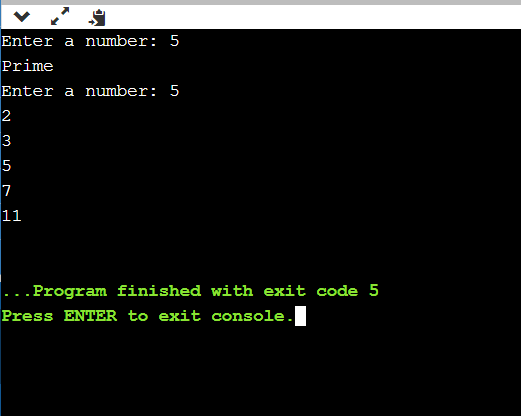 Enter a number: 5
Prime
Enter a number: 5
2
3
5
7
11
...Program finished with exit code 5
Press ENTER to exit console.